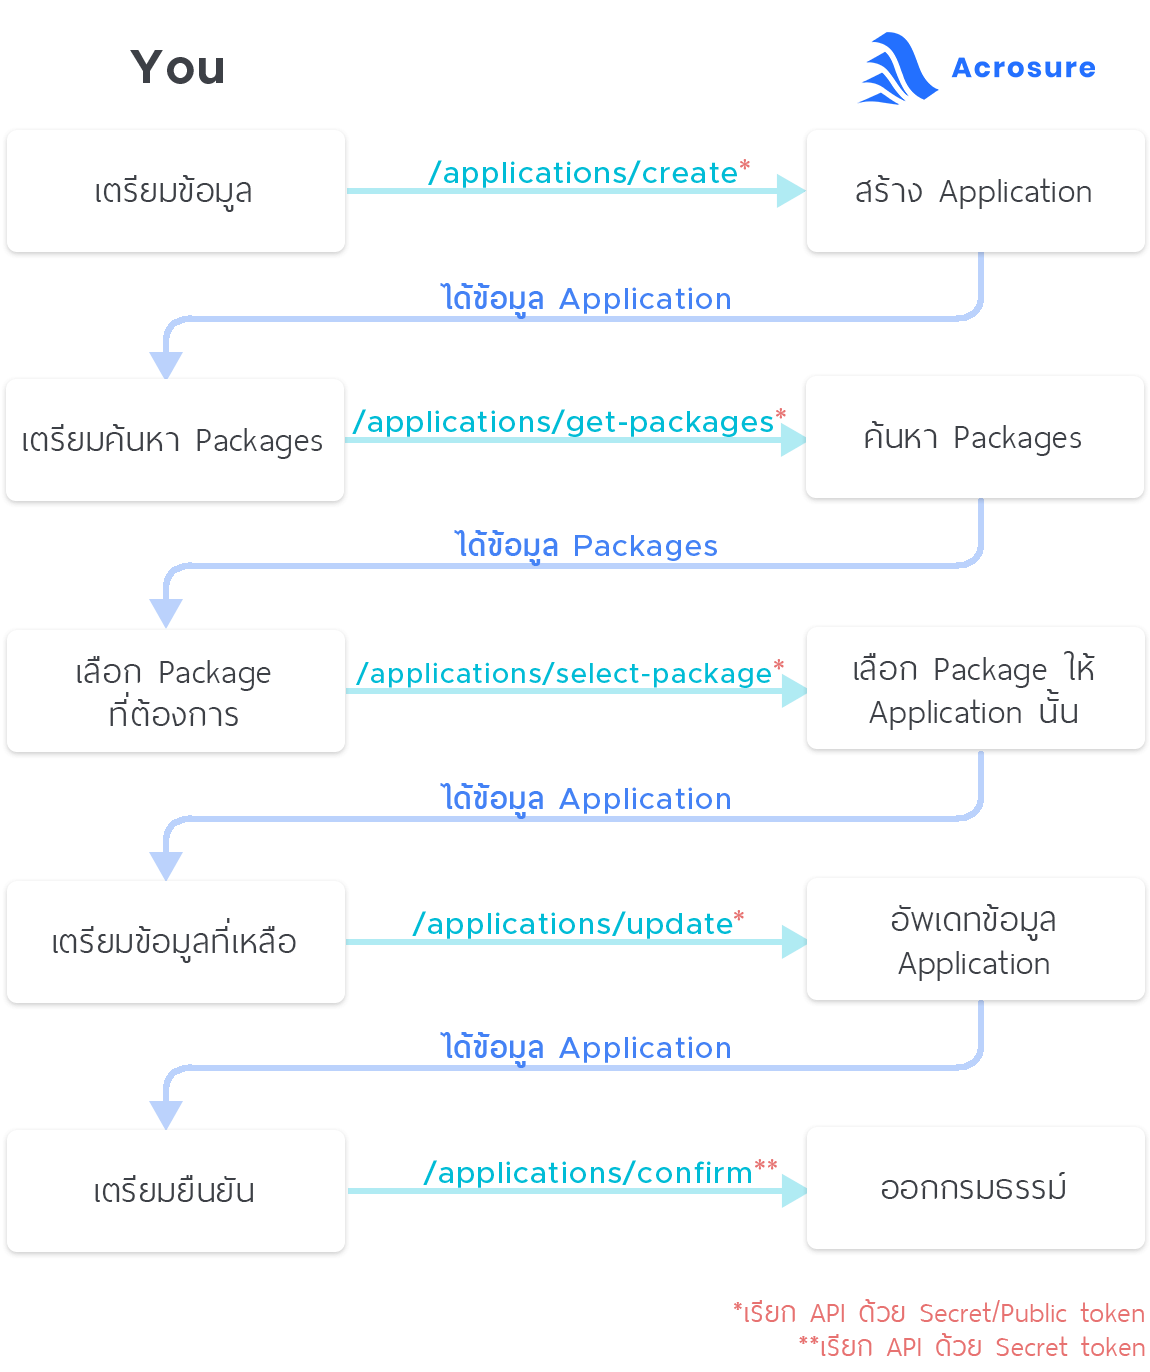 You
Acrosure
เตรียมข้อมูล
/applications/create*
สร้าง Application
ได้ข้อมูล Application
เตรียมค้นหา Packages
/applications/get-packages*
ค้นหา Packages
ได้ข้อมูล Packages
เลือก Package
ที่ต้องการ
/applications/select-package*
เลือก Package ให้
Application นั้น
ได้ข้อมูล Application
เตรียมข้อมูลที่เหลือ
/applications/update*
อัพเดทข้อมูล
Application
ได้ข้อมูล Application
เตรียมยืนยัน
/applications/confirm**
ออกกรมธรรม์
*เรียก API ด้วย Secret/Public token
**เรียก API ด้วย Secret token